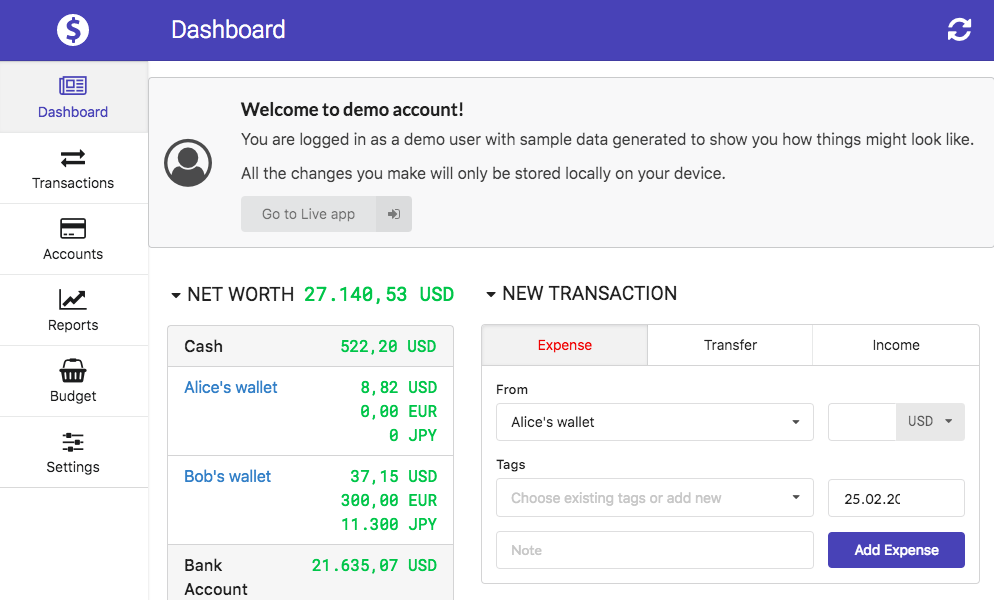 $ Dashboard
Dashboard
Transactions
Accounts
Reports
Budget
Settings
Welcome to demo account!
You are logged in as a demo user with sample data generated to show you how things might look like.
All the changes you make will only be stored locally on your device.
Go to Live app
NET WORTH 27.140,53 USD
Cash 522,20 USD
Alice's wallet 8,82 USD
0,00 EUR
0 JPY
Bob's wallet 37,15 USD
300,00 EUR
11.300 JPY
Bank 21.635,07 USD
Account
NEW TRANSACTION
Expense Transfer Income
From
Alice's wallet USD
Tags
Choose existing tags or add new 25.02.20
Note Add Expense